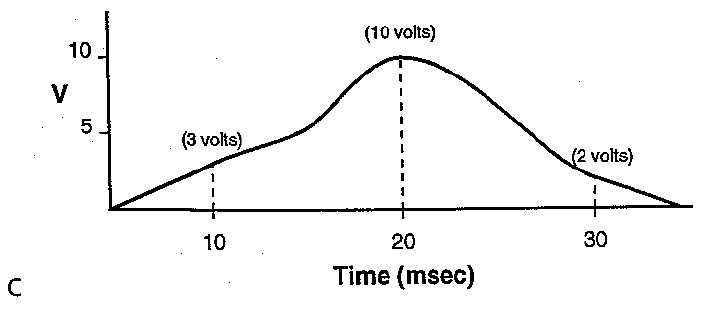 (10 volts)
10
V
5
(3 volts)
(2 volts)
10 20 30
Time (msec)
C